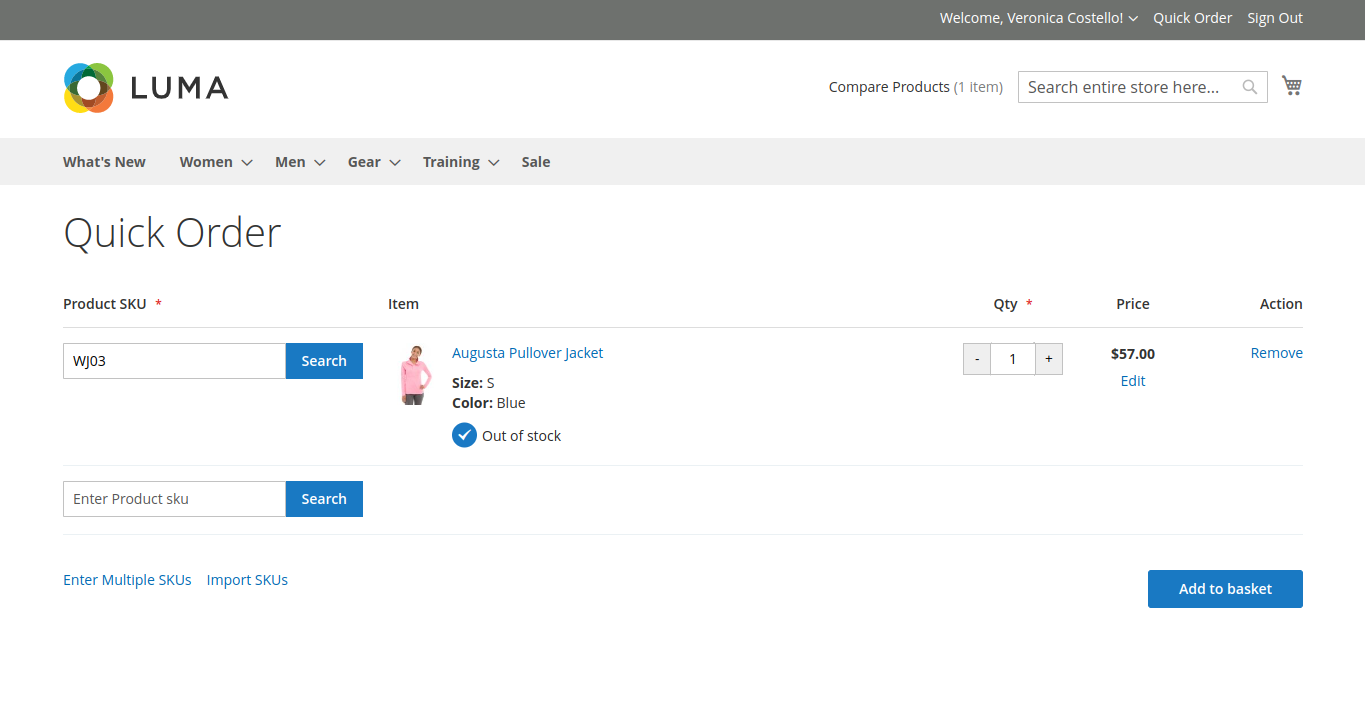 Welcome, Veronica Costello! Quick Order Sign Out
LUMA
Compare Products (1 item) Search entire store here...
What's New Women Men Gear Training Sale
Quick Order
Product SKU * Item Qty * Price Action
WJ03 Search Augusta Pullover Jacket - 1 + $57.00 Remove
Size: S Edit
Color: Blue
Out of stock
Enter Product sku Search
Enter Multiple SKUs Import SKUs Add to basket